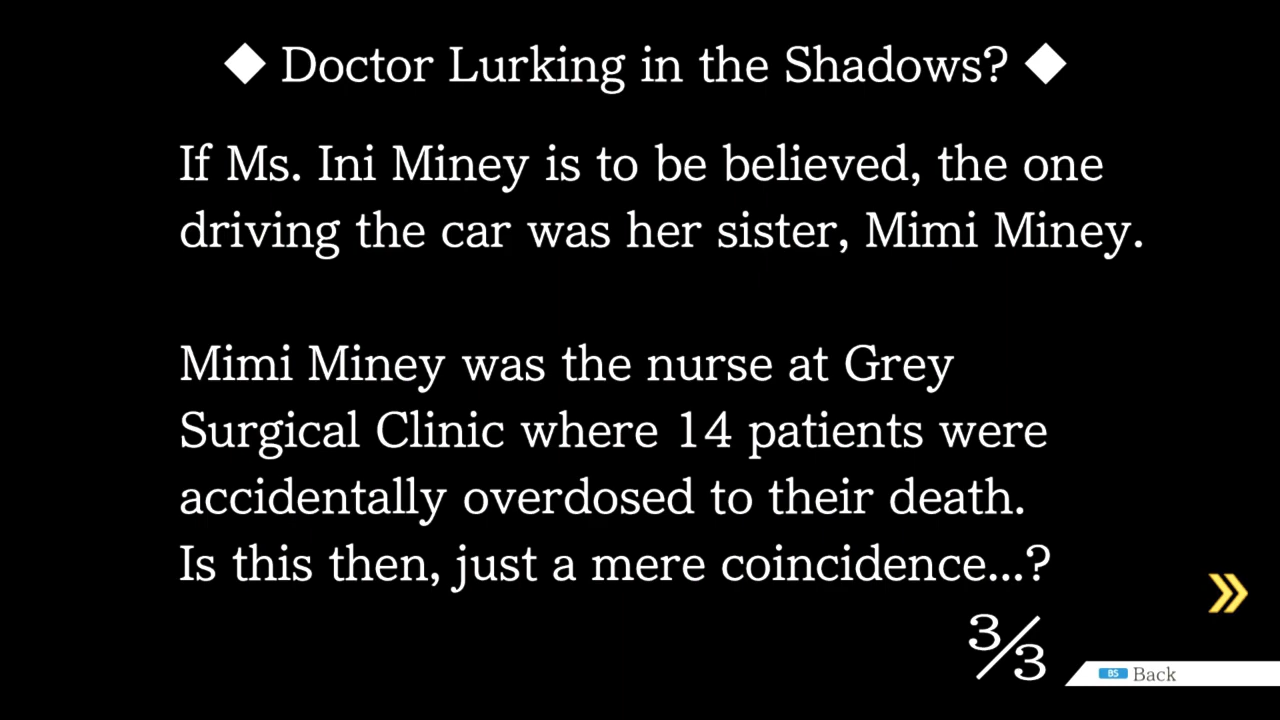 ◆ Doctor Lurking in the Shadows? ◆
If Ms. Ini Miney is to be believed, the one
driving the car was her sister, Mimi Miney.
Mimi Miney was the nurse at Grey
Surgical Clinic where 14 patients were
accidentally overdosed to their death.
Is this then, just a mere coincidence...?
3/3
BS Back